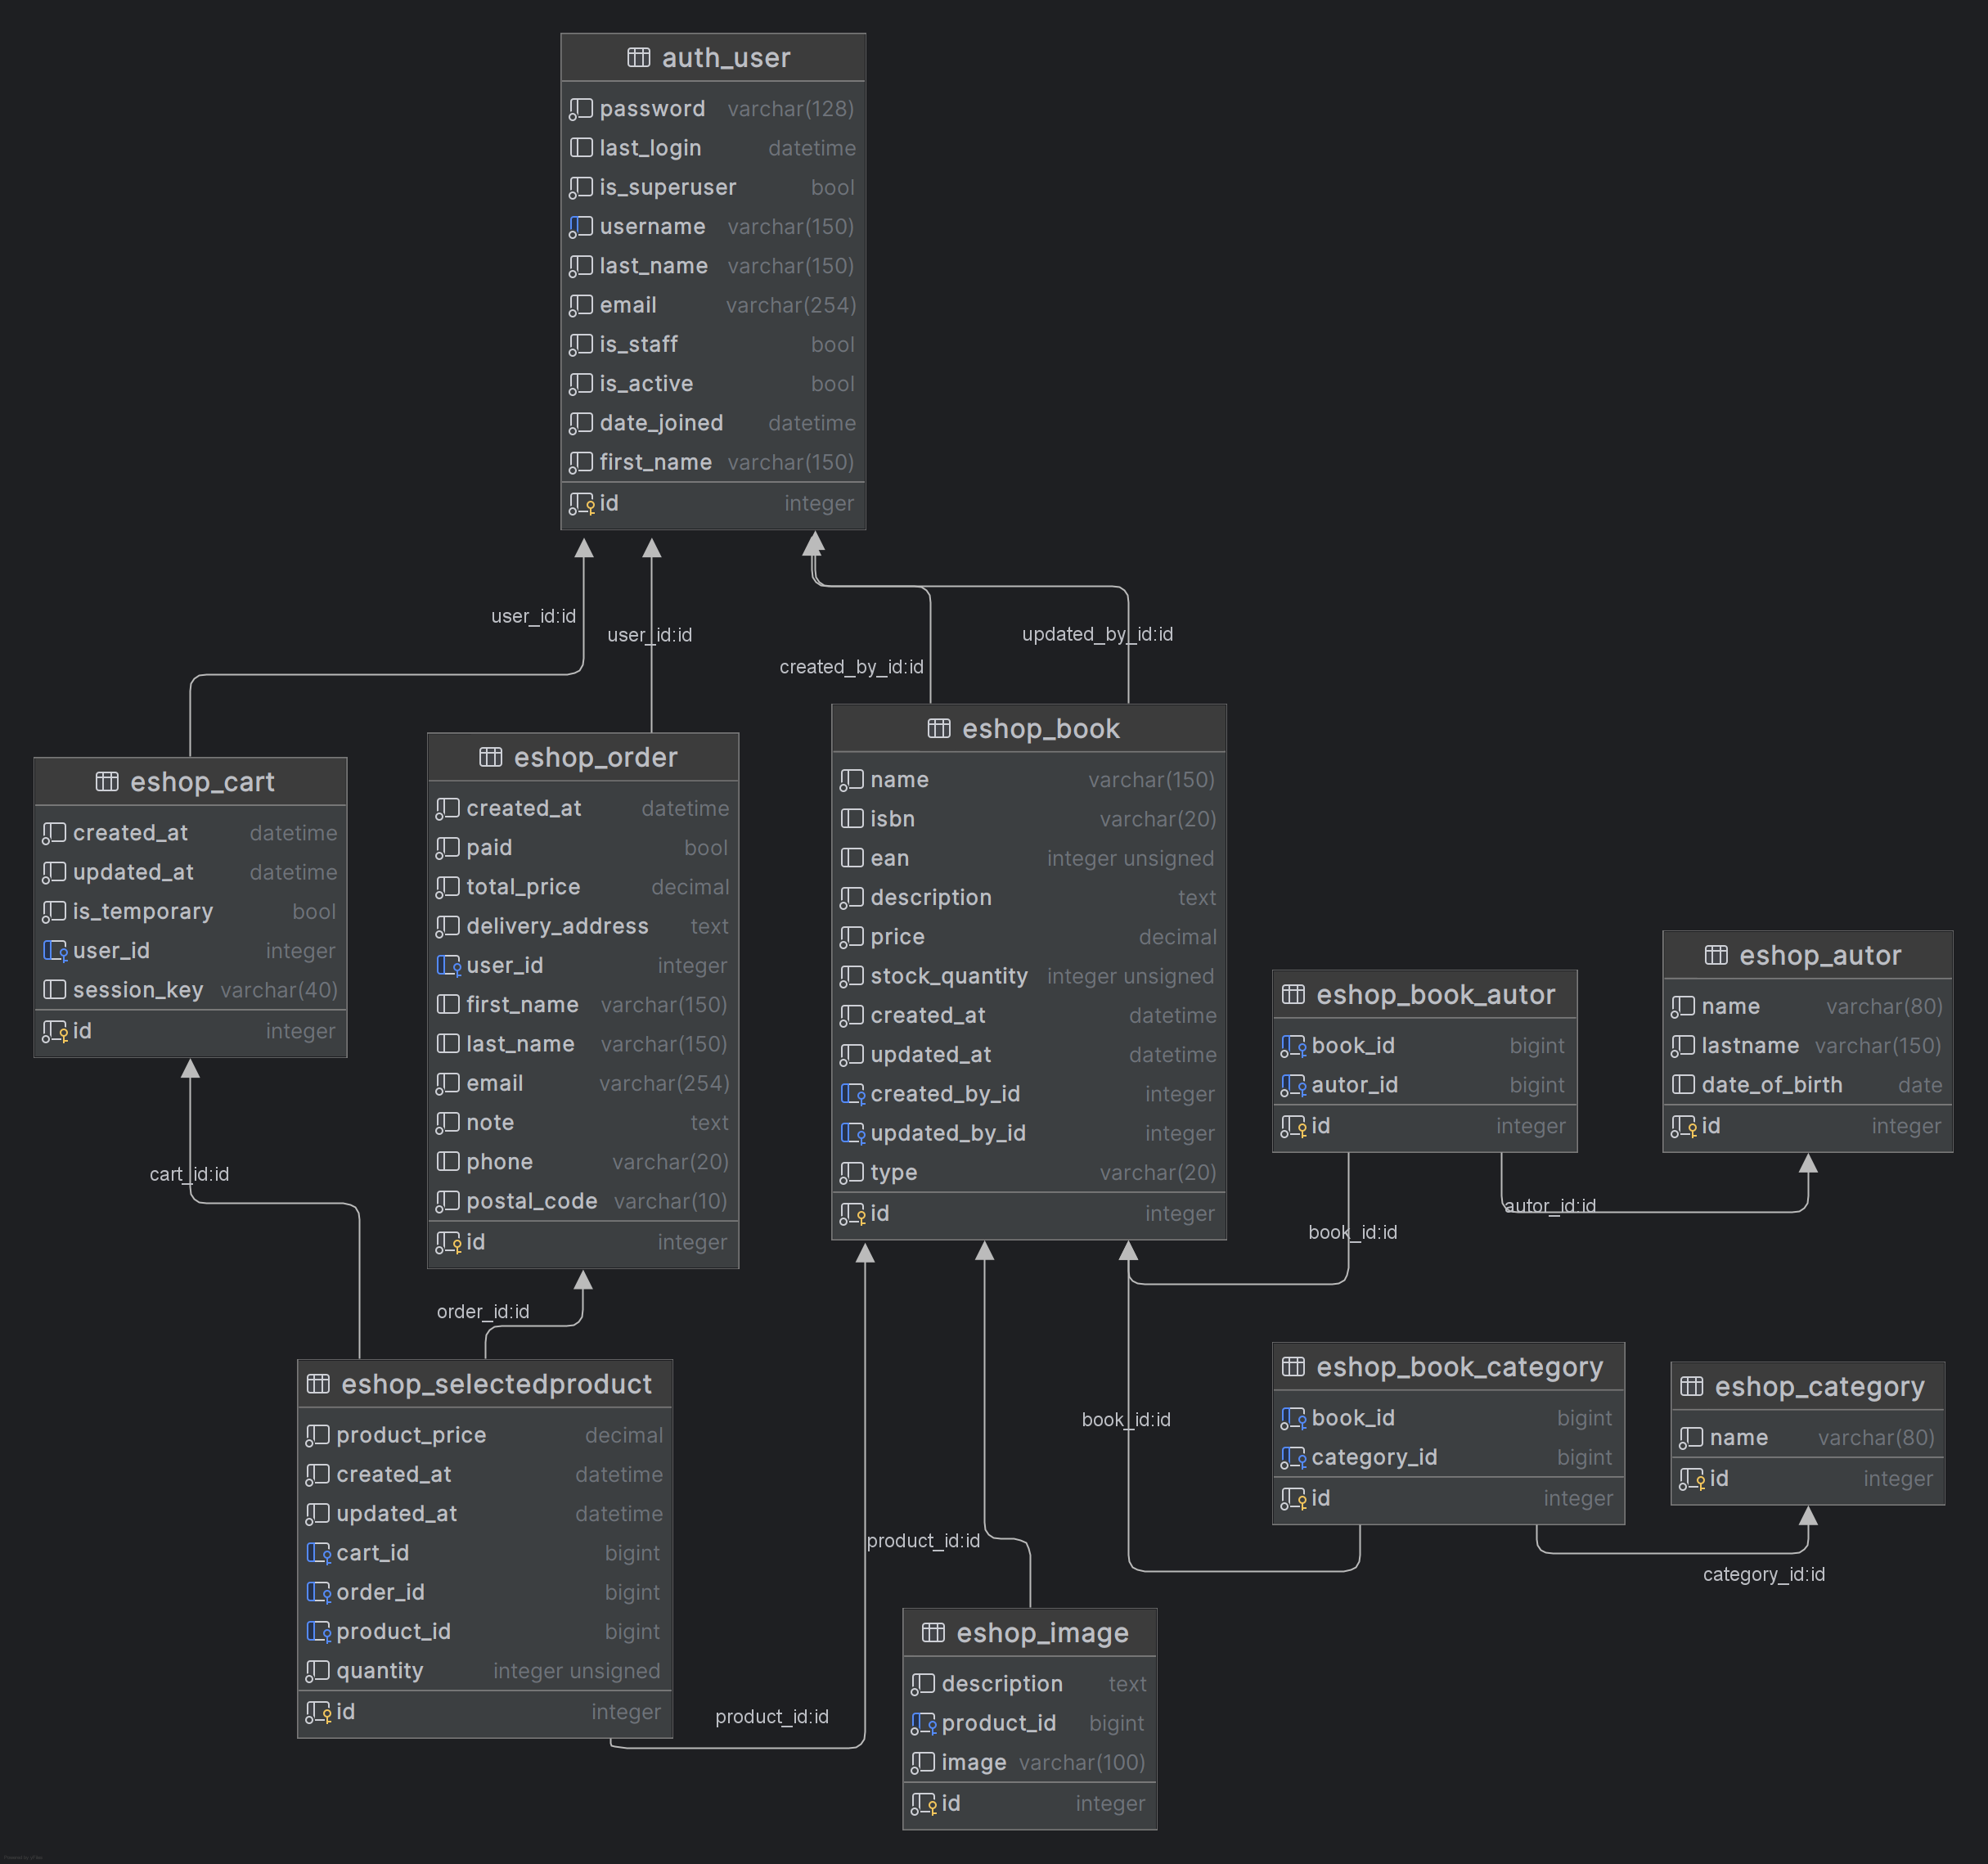 auth_user
password varchar(128)
last_login datetime
is_superuser bool
username varchar(150)
last_name varchar(150)
email varchar(254)
is_staff bool
is_active bool
date_joined datetime
first_name varchar(150)
id integer
user_id:id
user_id:id
created_by_id:id
updated_by_id:id
eshop_cart
created_at datetime
updated_at datetime
is_temporary bool
user_id integer
session_key varchar(40)
id integer
eshop_order
created_at datetime
paid bool
total_price decimal
delivery_address text
user_id integer
first_name varchar(150)
last_name varchar(150)
email varchar(254)
note text
phone varchar(20)
postal_code varchar(10)
id integer
eshop_book
name varchar(150)
isbn varchar(20)
ean integer unsigned
description text
price decimal
stock_quantity integer unsigned
created_at datetime
updated_at datetime
created_by_id integer
updated_by_id integer
type varchar(20)
id integer
eshop_book_autor
book_id bigint
autor_id bigint
id integer
eshop_autor
name varchar(80)
lastname varchar(150)
date_of_birth date
id integer
cart_id:id
order_id:id
book_id:id
autor_id:id
eshop_selectedproduct
product_price decimal
created_at datetime
updated_at datetime
cart_id bigint
order_id bigint
product_id bigint
quantity integer unsigned
id integer
product_id:id
product_id:id
book_id:id
eshop_book_category
book_id bigint
category_id bigint
id integer
eshop_category
name varchar(80)
id integer
category_id:id
eshop_image
description text
product_id bigint
image varchar(100)
id integer